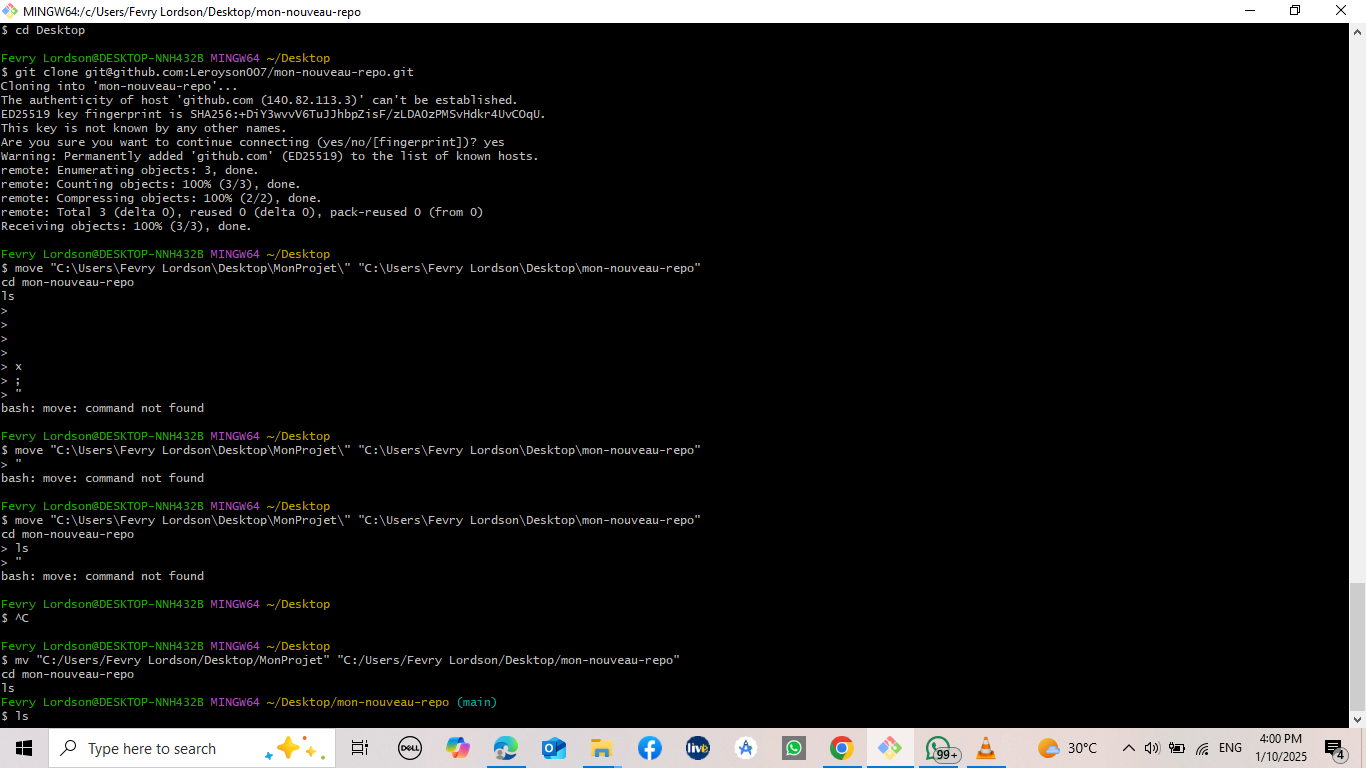 MINGW64:/c/Users/Fevry Lordson/Desktop/mon-nouveau-repo
$ cd Desktop
Fevry Lordson@DESKTOP-NNH432B MINGW64 ~/Desktop
$ git clone git@github.com:Leroyson007/mon-nouveau-repo.git
Cloning into 'mon-nouveau-repo'...
The authenticity of host 'github.com (140.82.113.3)' can't be established.
ED25519 key fingerprint is SHA256:+DiY3wvvV6TuJJhbpZisF/zLDA0zPMSvHdkr4UvCOqU.
This key is not known by any other names.
Are you sure you want to continue connecting (yes/no/[fingerprint])? yes
Warning: Permanently added 'github.com' (ED25519) to the list of known hosts.
remote: Enumerating objects: 3, done.
remote: Counting objects: 100% (3/3), done.
remote: Compressing objects: 100% (2/2), done.
remote: Total 3 (delta 0), reused 0 (delta 0), pack-reused 0 (from 0)
Receiving objects: 100% (3/3), done.
Fevry Lordson@DESKTOP-NNH432B MINGW64 ~/Desktop
$ move "C:\Users\Fevry Lordson\Desktop\MonProjet\" "C:\Users\Fevry Lordson\Desktop\mon-nouveau-repo"
cd mon-nouveau-repo
ls
>
>
>
>
> x
> ;
> "
bash: move: command not found
Fevry Lordson@DESKTOP-NNH432B MINGW64 ~/Desktop
$ move "C:\Users\Fevry Lordson\Desktop\MonProjet\" "C:\Users\Fevry Lordson\Desktop\mon-nouveau-repo"
> "
bash: move: command not found
Fevry Lordson@DESKTOP-NNH432B MINGW64 ~/Desktop
$ move "C:\Users\Fevry Lordson\Desktop\MonProjet\" "C:\Users\Fevry Lordson\Desktop\mon-nouveau-repo"
cd mon-nouveau-repo
> ls
> "
bash: move: command not found
Fevry Lordson@DESKTOP-NNH432B MINGW64 ~/Desktop
$ ^C
Fevry Lordson@DESKTOP-NNH432B MINGW64 ~/Desktop
$ mv "C:/Users/Fevry Lordson/Desktop/MonProjet" "C:/Users/Fevry Lordson/Desktop/mon-nouveau-repo"
cd mon-nouveau-repo
ls
Fevry Lordson@DESKTOP-NNH432B MINGW64 ~/Desktop/mon-nouveau-repo (main)
$ ls
Type here to search
DELL
live
99+
30°C
ENG
4:00 PM
1/10/2025
4